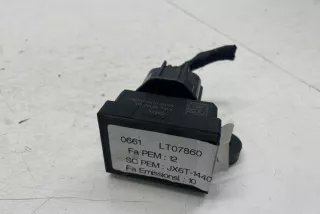 0661 LT07860
Fa PEM : 12
SC PEM : JX6T-1440
Fa Emissionsl. : 10